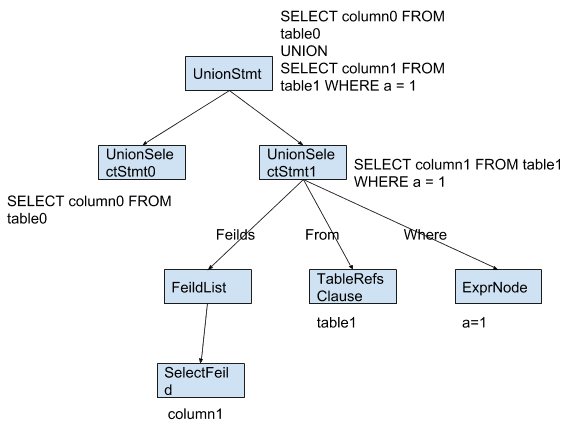 SELECT column0 FROM
table0
UNION
SELECT column1 FROM
table1 WHERE a = 1
UnionStmt
UnionSele
ctStmt0
UnionSele
ctStmt1
SELECT column1 FROM table1
WHERE a = 1
SELECT column0 FROM
table0
Feilds
From
Where
FeildList
TableRefs
Clause
ExprNode
table1
a=1
SelectFeil
d
column1